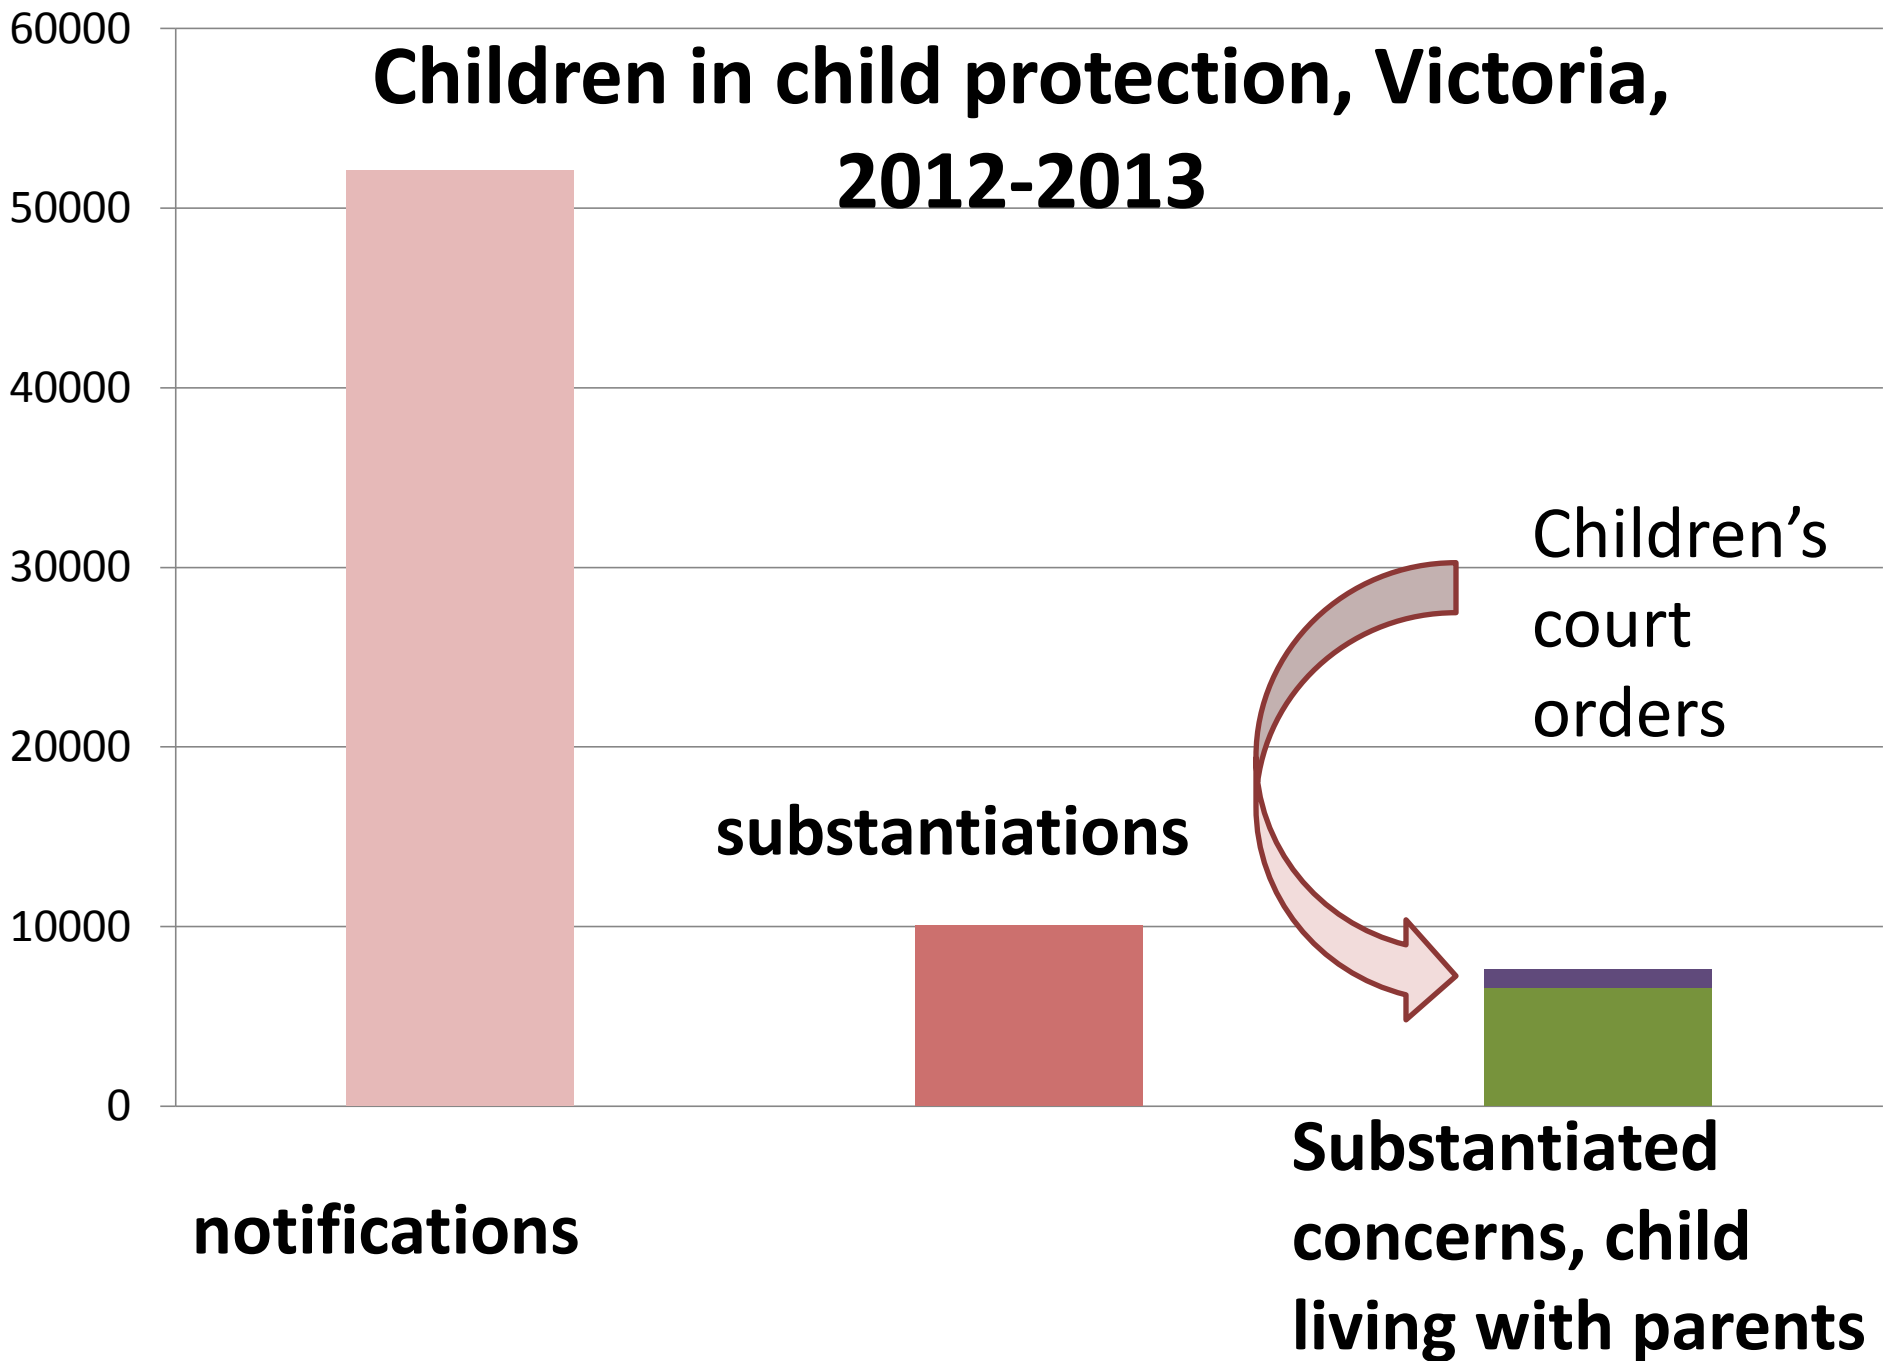 Children in child protection, Victoria,
2012-2013
60000
50000
40000
30000
20000
10000
0
Children’s
court
orders
substantiations
notifications
Substantiated
concerns, child
living with parents